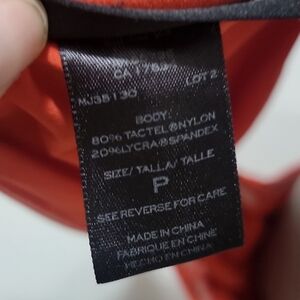 LOT 2
MJ35130
BODY:
80% TACTEL®NYLON
20%LYCRA®SPANDEX
SIZE/ TALLA/ TALLE
P
SEE REVERSE FOR CARE
MADE IN CHINA
FABRIQUE EN CHINE
HECHO EN CHINA